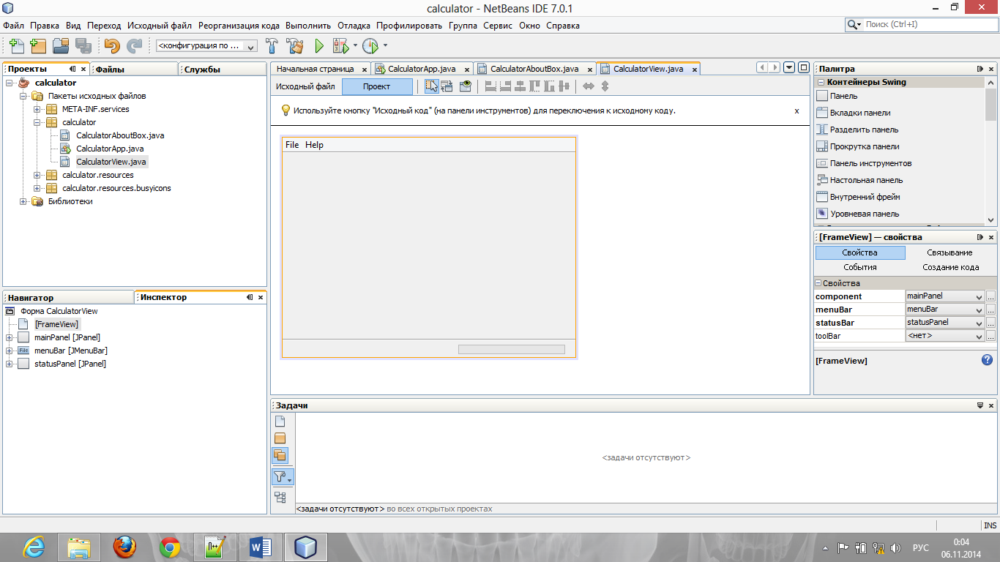 calculator - NetBeans IDE 7.0.1
Файл Правка Вид Переход Исходный файл Реорганизация кода Выполнить Отладка Профилировать Группа Сервис Окно Справка
Поиск (Ctrl+I)
<конфигурация по ...
Проекты
Файлы
Службы
calculator
Пакеты исходных файлов
META-INF.services
calculator
CalculatorAboutBox.java
CalculatorApp.java
CalculatorView.java
calculator.resources
calculator.resources.busyicons
Библиотеки
Навигатор
Инспектор
Форма CalculatorView
[FrameView]
mainPanel [JPanel]
File menuBar [JMenuBar]
statusPanel [JPanel]
Начальная страница
CalculatorApp.java
CalculatorAboutBox.java
CalculatorView.java
Исходный файл
Проект
Используйте кнопку "Исходный код" (на панели инструментов) для переключения к исходному коду.
x
File Help
Палитра
Контейнеры Swing
Панель
Вкладки панели
Разделить панель
Прокрутка панели
Панель инструментов
Настольная панель
Внутренний фрейм
Уровневая панель
[FrameView] — свойства
Свойства
Связывание
События
Создание кода
Свойства
component mainPanel ...
menuBar menuBar ...
statusBar statusPanel ...
toolBar <нет> ...
[FrameView]
?
Задачи
<задачи отсутствуют>
<задачи отсутствуют> во всех открытых проектах
INS
РУС
0:04
06.11.2014